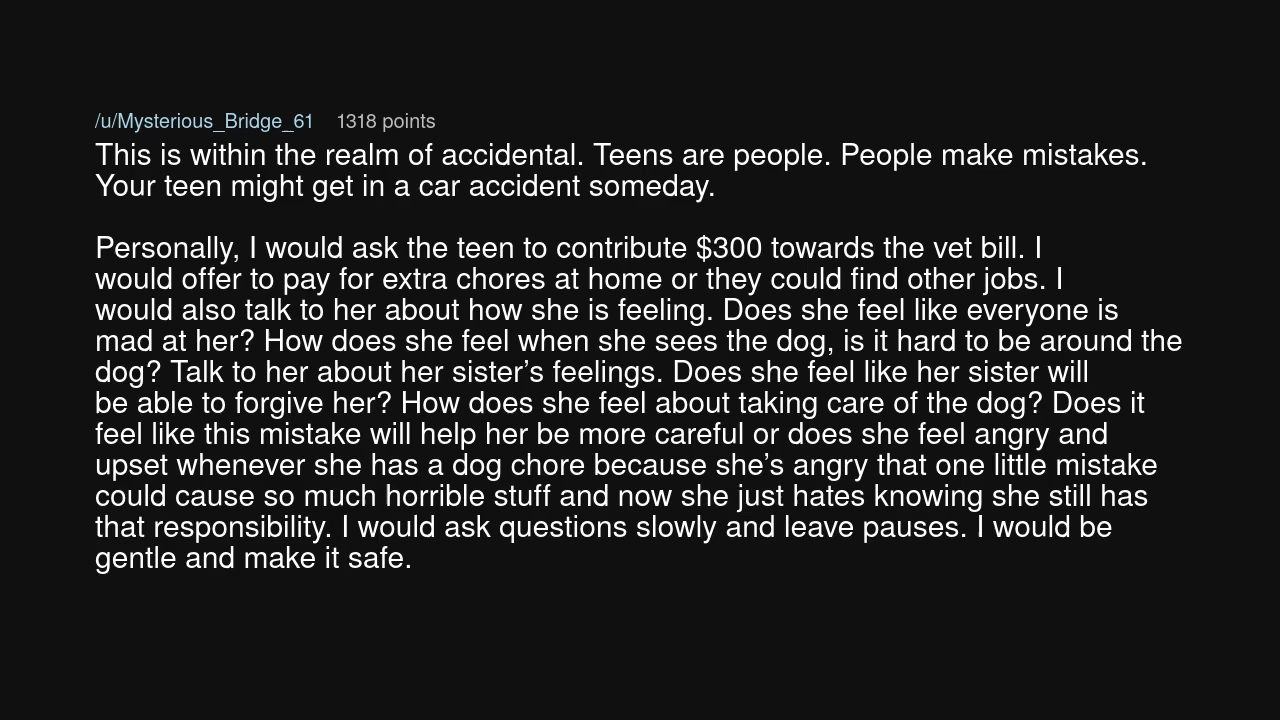 /u/Mysterious_Bridge_61 1318 points
This is within the realm of accidental. Teens are people. People make mistakes.
Your teen might get in a car accident someday.
Personally, I would ask the teen to contribute $300 towards the vet bill. I
would offer to pay for extra chores at home or they could find other jobs. I
would also talk to her about how she is feeling. Does she feel like everyone is
mad at her? How does she feel when she sees the dog, is it hard to be around the
dog? Talk to her about her sister’s feelings. Does she feel like her sister will
be able to forgive her? How does she feel about taking care of the dog? Does it
feel like this mistake will help her be more careful or does she feel angry and
upset whenever she has a dog chore because she’s angry that one little mistake
could cause so much horrible stuff and now she just hates knowing she still has
that responsibility. I would ask questions slowly and leave pauses. I would be
gentle and make it safe.